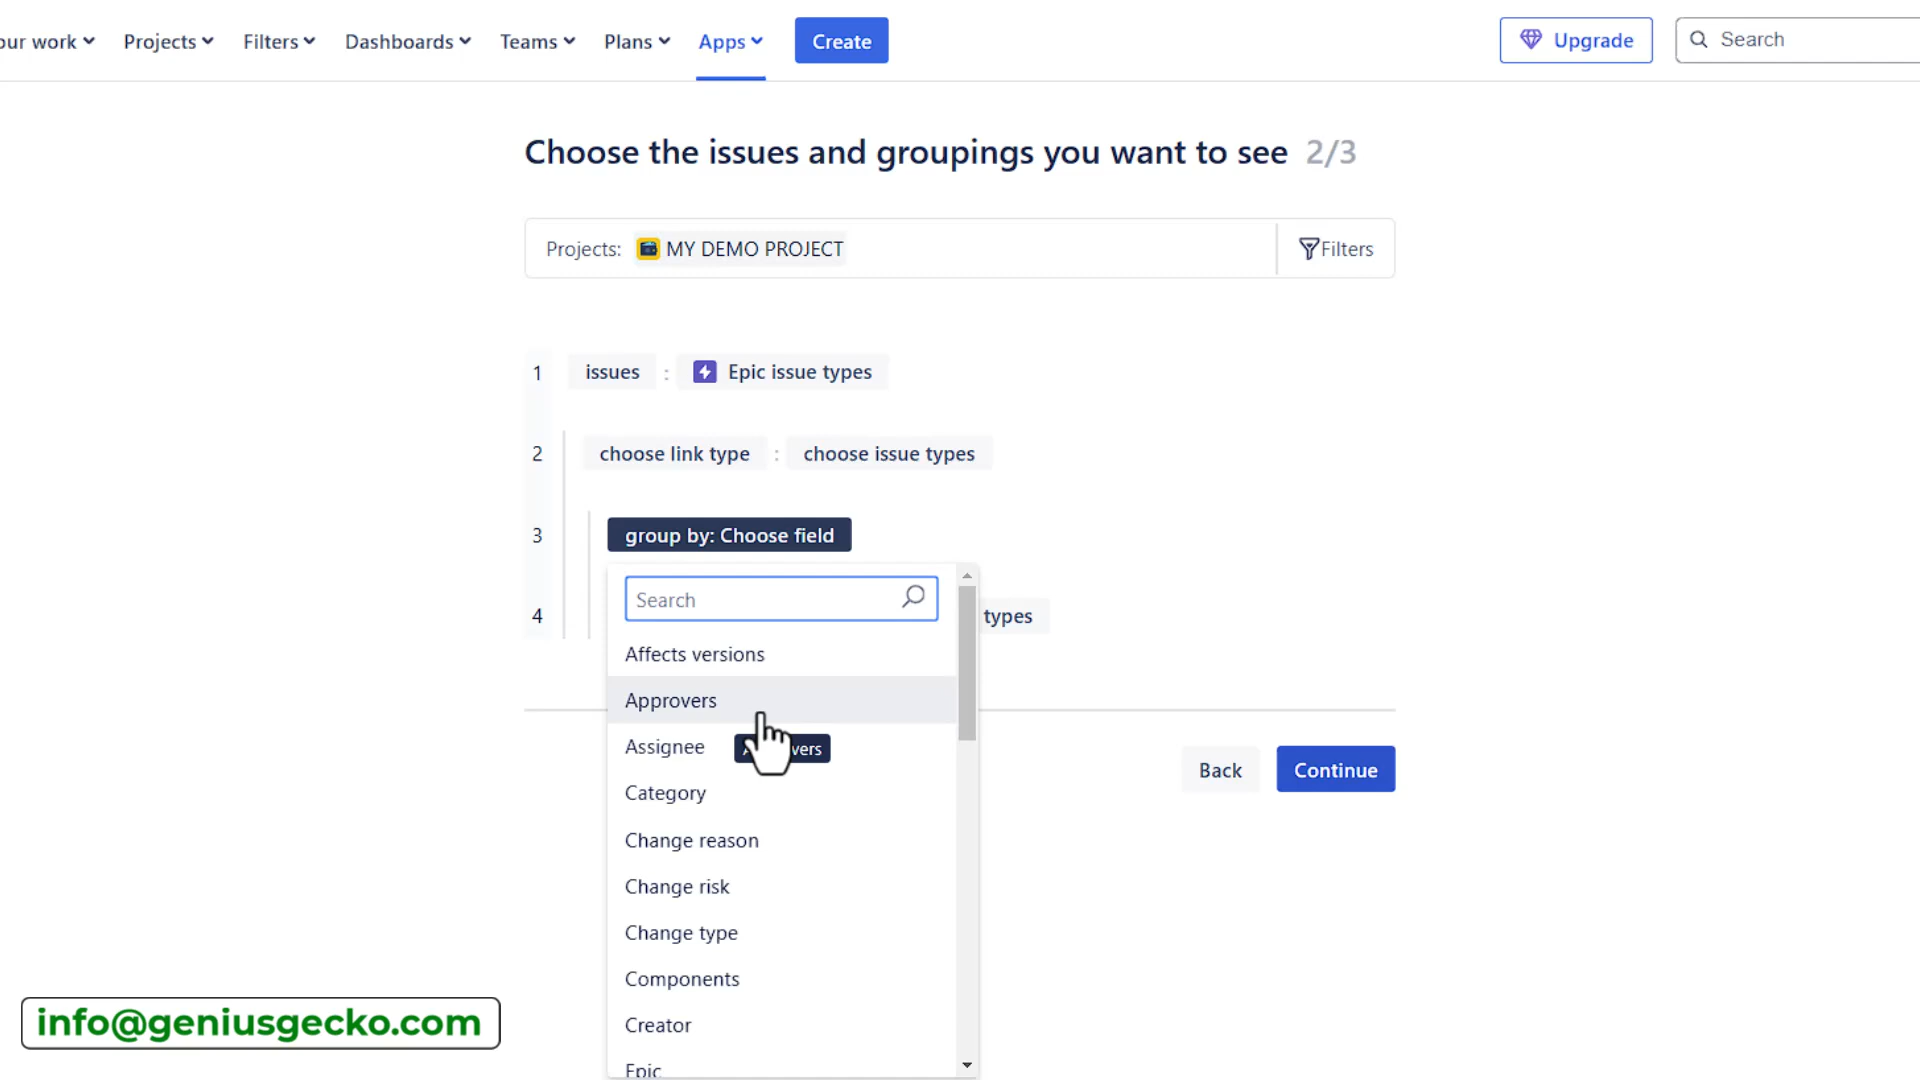 our work Projects Filters Dashboards Teams Plans Apps Create Upgrade Search
Choose the issues and groupings you want to see 2/3
Projects: MY DEMO PROJECT Filters
1 issues : Epic issue types
2 choose link type : choose issue types
3 group by: Choose field
Search
4 types
Affects versions
Approvers
Assignee
Category
Back Continue
Change reason
Change risk
Change type
Components
Creator
Epic
info@geniusgecko.com